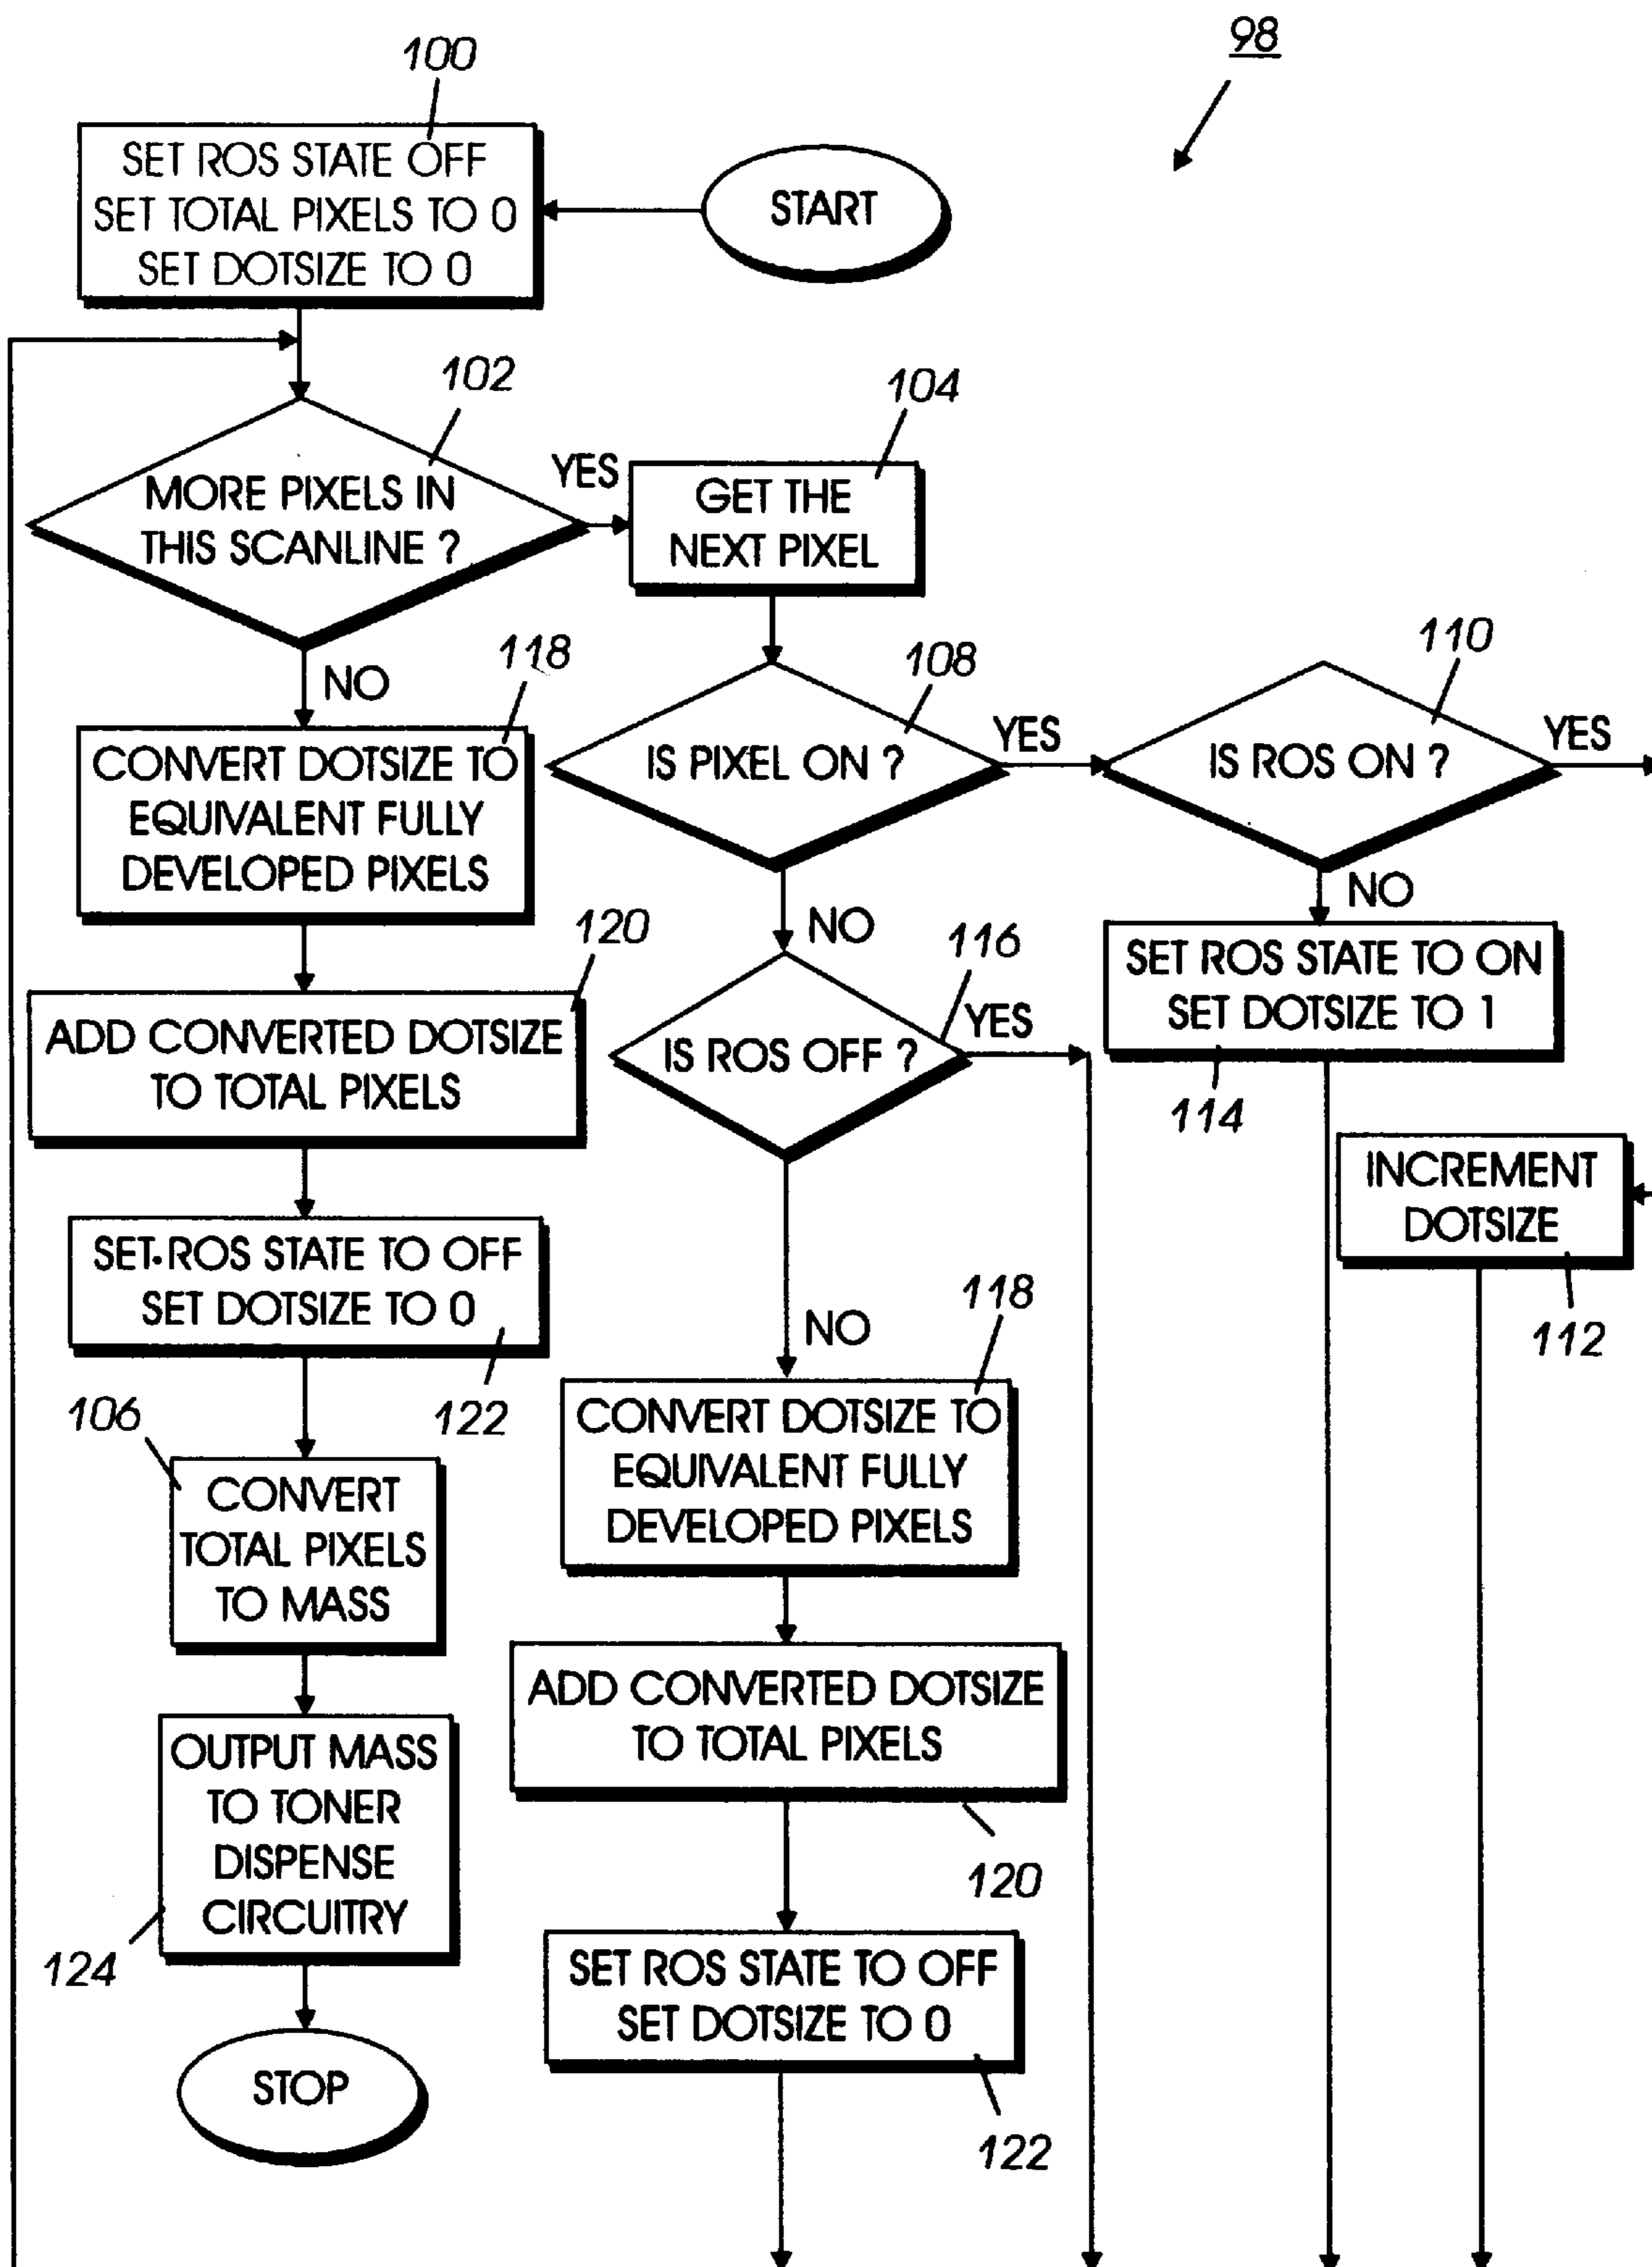 98
100
SET ROS STATE OFF
SET TOTAL PIXELS TO 0
SET DOTSIZE TO 0
START
102
MORE PIXELS IN
THIS SCANLINE ?
YES
104
GET THE
NEXT PIXEL
NO
118
CONVERT DOTSIZE TO
EQUIVALENT FULLY
DEVELOPED PIXELS
108
IS PIXEL ON ?
YES
110
IS ROS ON ?
YES
NO
SET ROS STATE TO ON
SET DOTSIZE TO 1
114
NO
116
IS ROS OFF ?
YES
120
ADD CONVERTED DOTSIZE
TO TOTAL PIXELS
INCREMENT
DOTSIZE
112
SET ROS STATE TO OFF
SET DOTSIZE TO 0
122
NO
118
CONVERT DOTSIZE TO
EQUIVALENT FULLY
DEVELOPED PIXELS
106
CONVERT
TOTAL PIXELS
TO MASS
ADD CONVERTED DOTSIZE
TO TOTAL PIXELS
120
OUTPUT MASS
TO TONER
DISPENSE
CIRCUITRY
124
SET ROS STATE TO OFF
SET DOTSIZE TO 0
122
STOP